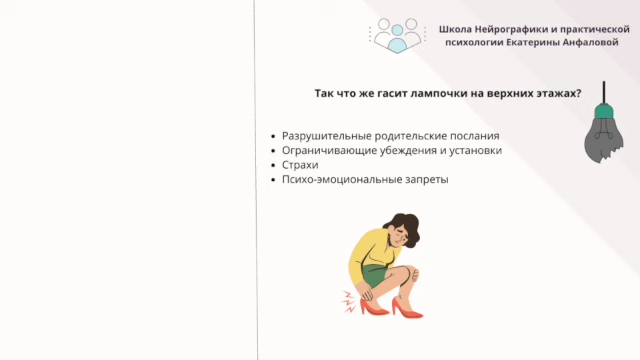 Школа Нейрографики и практической
психологии Екатерины Анфаловой
Так что же гасит лампочки на верхних этажах?
• Разрушительные родительские послания
• Ограничивающие убеждения и установки
• Страхи
• Психо-эмоциональные запреты